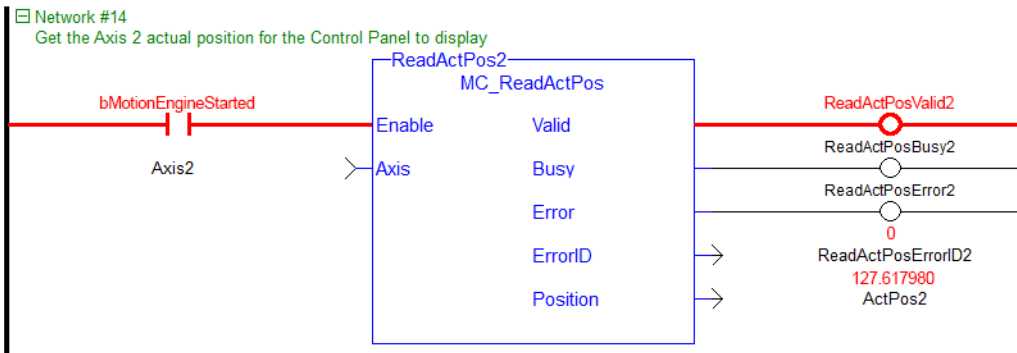 Network #14
Get the Axis 2 actual position for the Control Panel to display
ReadActPos2
MC_ReadActPos
bMotionEngineStarted
ReadActPosValid2
Enable Valid
ReadActPosBusy2
Axis2 Axis Busy
ReadActPosError2
Error
0
ErrorID ReadActPosErrorID2
127.617980
Position ActPos2